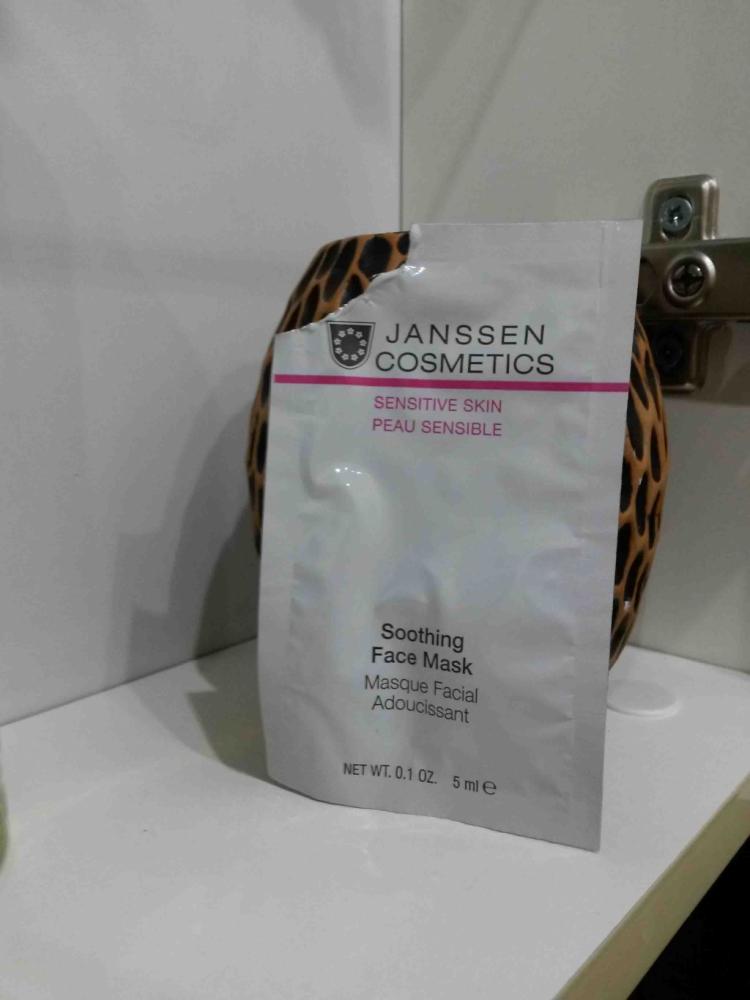 JANSSEN
COSMETICS
SENSITIVE SKIN
PEAU SENSIBLE
Soothing
Face Mask
Masque Facial
Adoucissant
NET WT. 0.1 OZ. 5 ml ℮